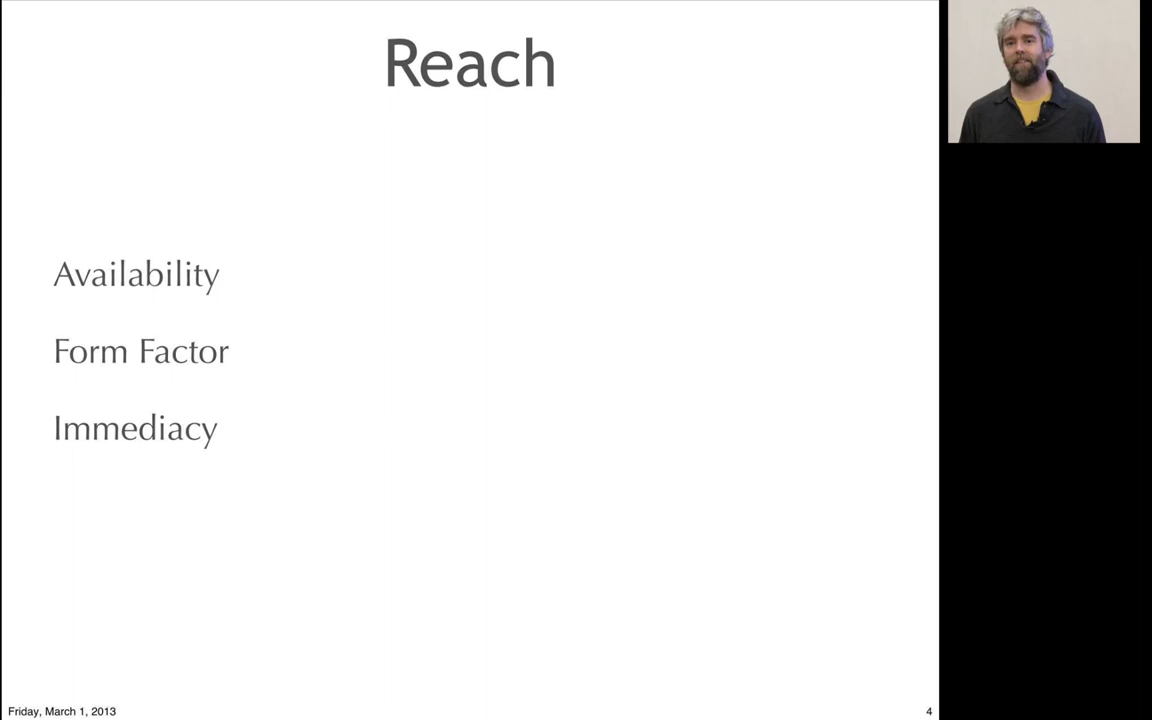 Reach
Availability
Form Factor
Immediacy
Friday, March 1, 2013
4